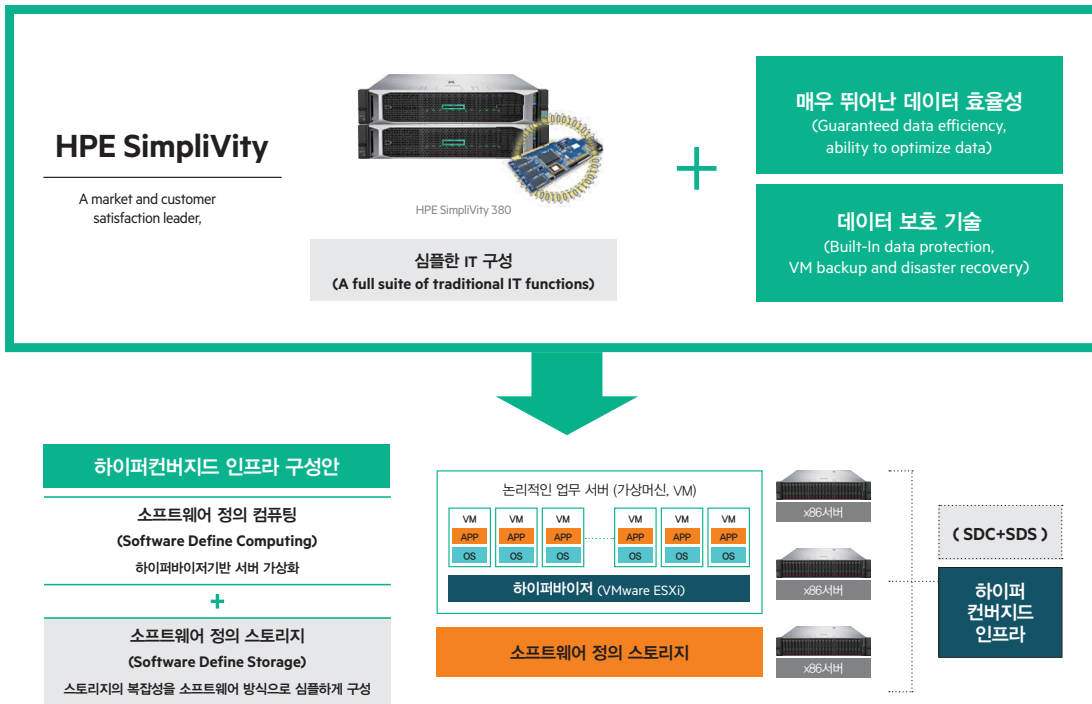 HPE SimpliVity
A market and customer
satisfaction leader,
HPE SimpliVity 380
심플한 IT 구성
(A full suite of traditional IT functions)
+
매우 뛰어난 데이터 효율성
(Guaranteed data efficiency,
ability to optimize data)
데이터 보호 기술
(Built-In data protection,
VM backup and disaster recovery)
하이퍼컨버지드 인프라 구성안
소프트웨어 정의 컴퓨팅
(Software Define Computing)
하이퍼바이저기반 서버 가상화
+
소프트웨어 정의 스토리지
(Software Define Storage)
스토리지의 복잡성을 소프트웨어 방식으로 심플하게 구성
논리적인 업무 서버 (가상머신, VM)
VM VM VM VM VM VM
APP APP APP APP APP APP
OS OS OS OS OS OS
하이퍼바이저 (VMware ESXi)
소프트웨어 정의 스토리지
x86서버
x86서버
x86서버
( SDC+SDS )
하이퍼
컨버지드
인프라